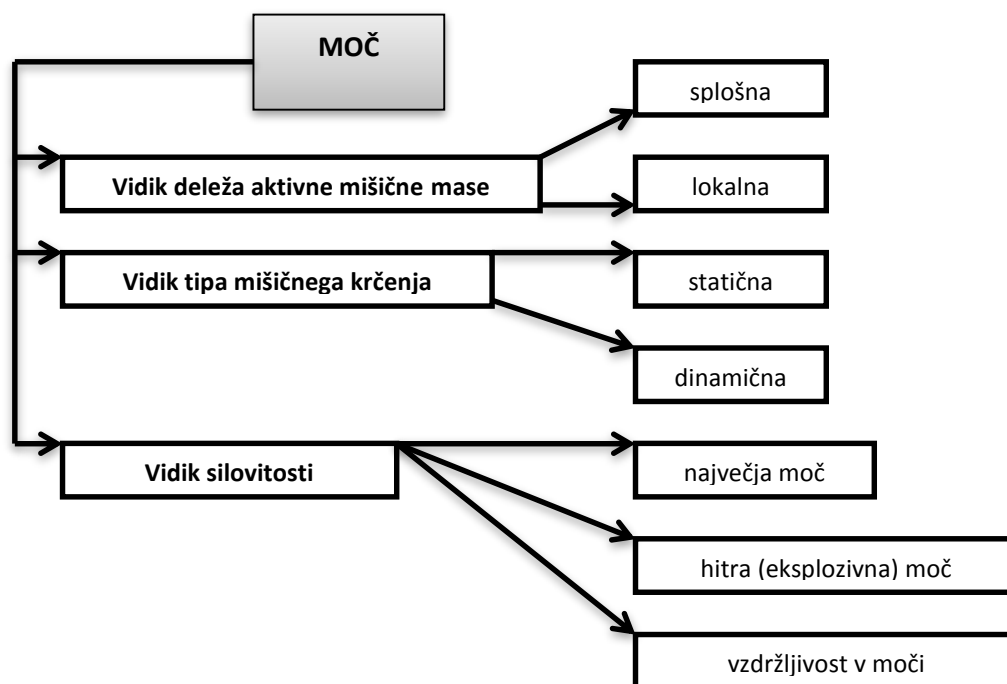 MOČ
splošna
Vidik deleža aktivne mišične mase
lokalna
Vidik tipa mišičnega krčenja
statična
dinamična
Vidik silovitosti
največja moč
hitra (eksplozivna) moč
vzdržljivost v moči